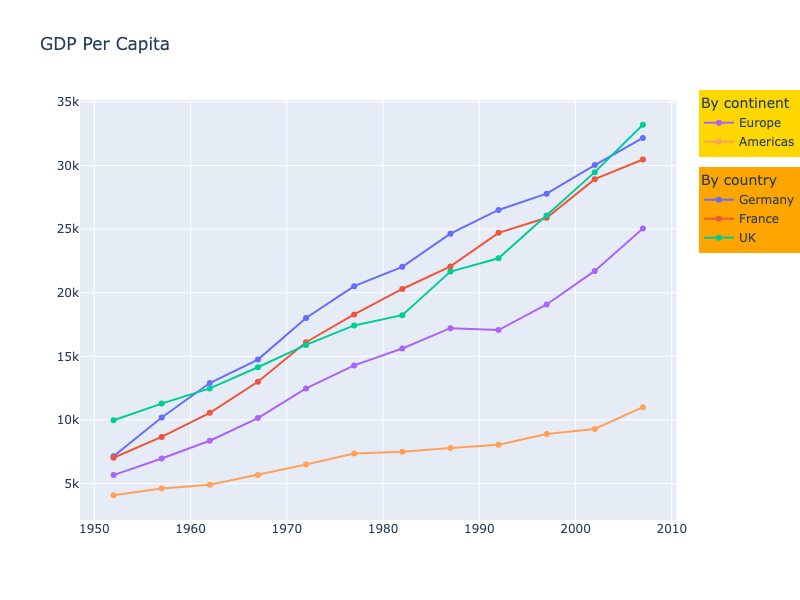 GDP Per Capita
35k
30k
25k
20k
15k
10k
5k
1950 1960 1970 1980 1990 2000 2010
By continent
Europe
Americas
By country
Germany
France
UK